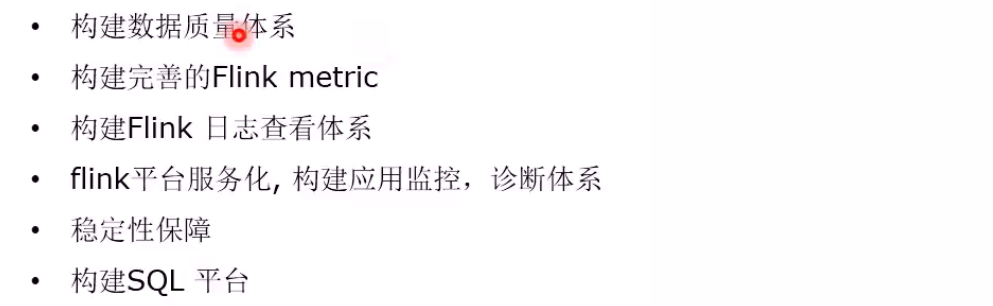 • 构建数据质量体系
• 构建完善的Flink metric
• 构建Flink 日志查看体系
• flink平台服务化, 构建应用监控，诊断体系
• 稳定性保障
• 构建SQL 平台